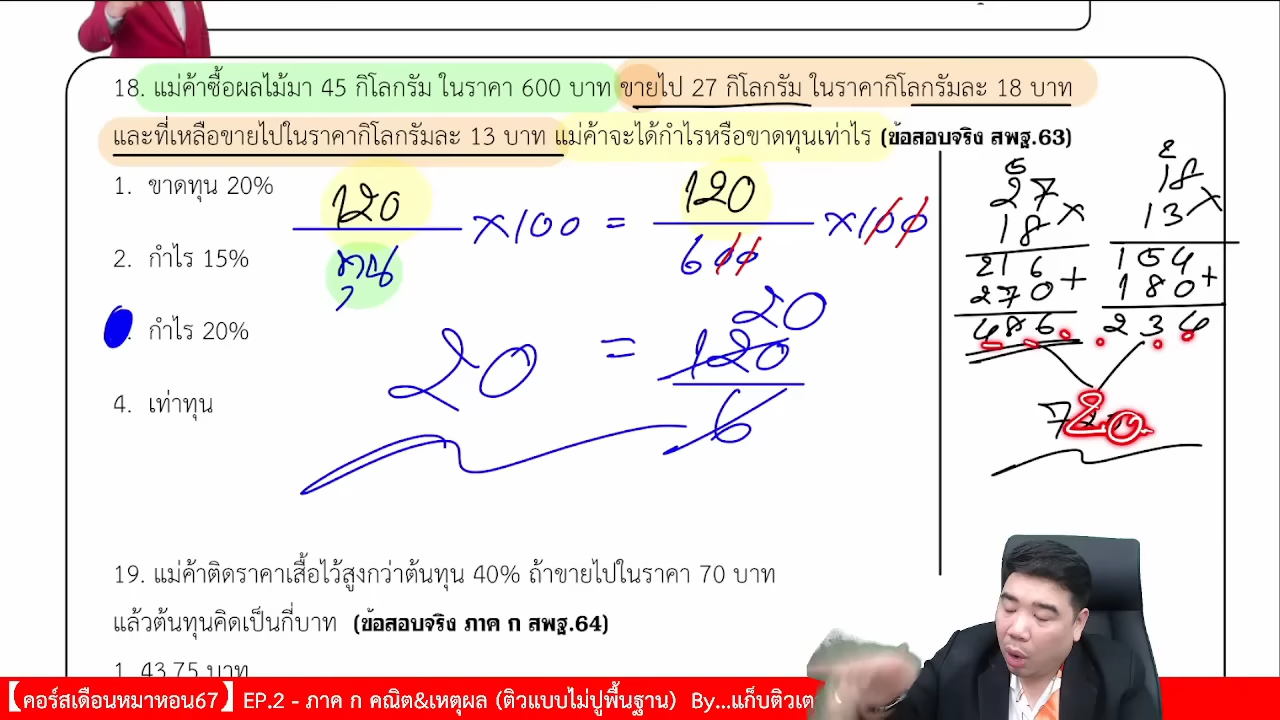 18. แม่ค้าซื้อผลไม้มา 45 กิโลกรัม ในราคา 600 บาท ขายไป 27 กิโลกรัม ในราคากิโลกรัมละ 18 บาท
และที่เหลือขายไปในราคากิโลกรัมละ 13 บาท แม่ค้าจะได้กำไรหรือขาดทุนเท่าไร (ข้อสอบจริง สพฐ.63)
1. ขาดทุน 20%
2. กำไร 15%
. กำไร 20%
4. เท่าทุน
120
ทุน
×100 =
120
600
×100
20 =
120
6
20
5
27
18 ×
216
270 +
486
2
18
13 ×
154
180 +
234
720
19. แม่ค้าติดราคาเสื้อไว้สูงกว่าต้นทุน 40% ถ้าขายไปในราคา 70 บาท
แล้วต้นทุนคิดเป็นกี่บาท (ข้อสอบจริง ภาค ก สพฐ.64)
1. 43.75 บาท
【คอร์สเดือนหมาหอน67】 EP.2 - ภาค ก คณิต&เหตุผล (ติวแบบไม่ปูพื้นฐาน) By...แก็บติวเต